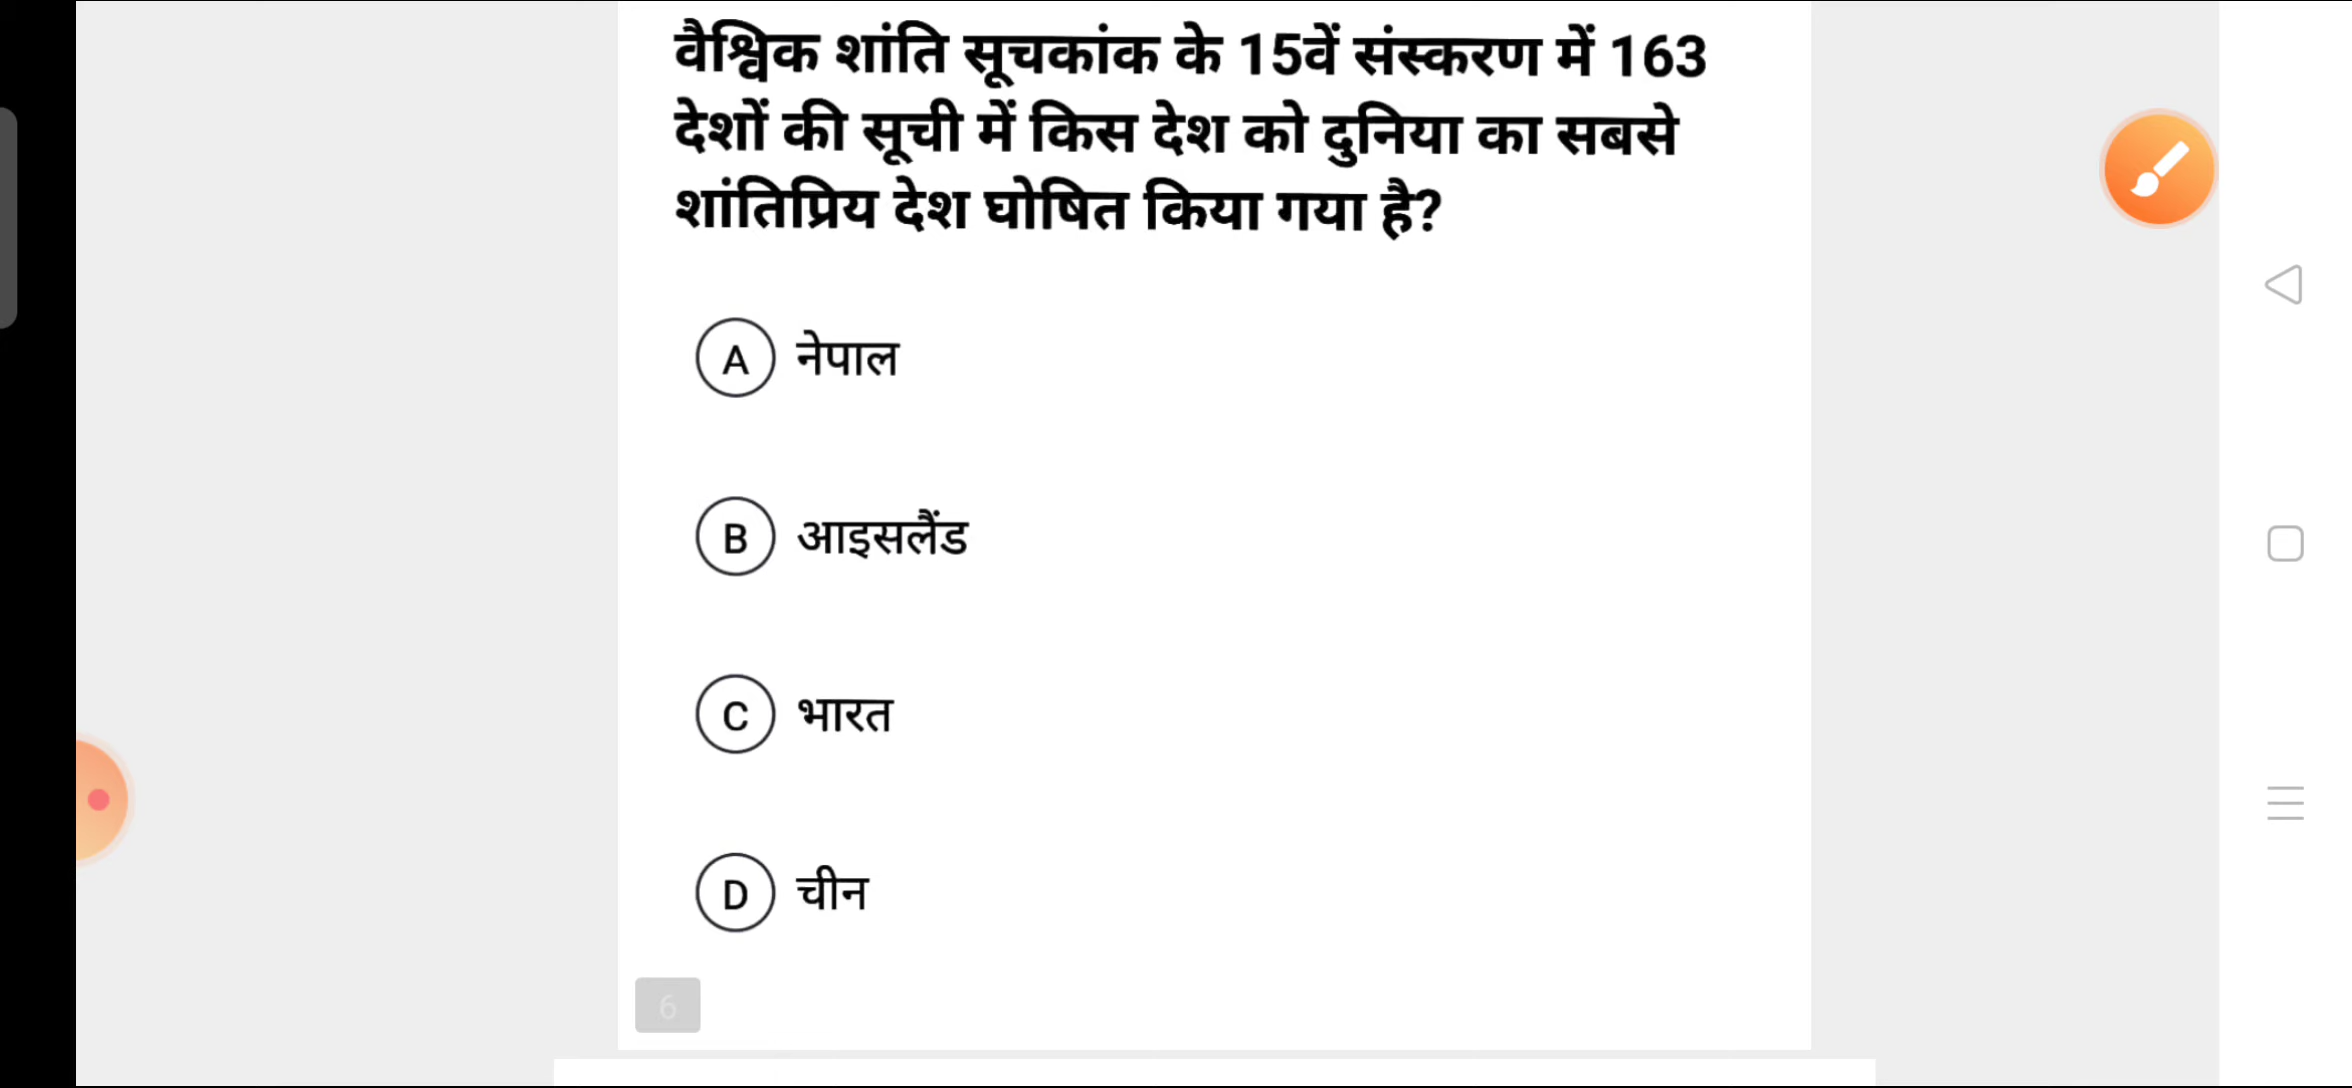 वैश्विक शांति सूचकांक के 15वें संस्करण में 163
देशों की सूची में किस देश को दुनिया का सबसे
शांतिप्रिय देश घोषित किया गया है?
A नेपाल
B आइसलैंड
C भारत
D चीन
6